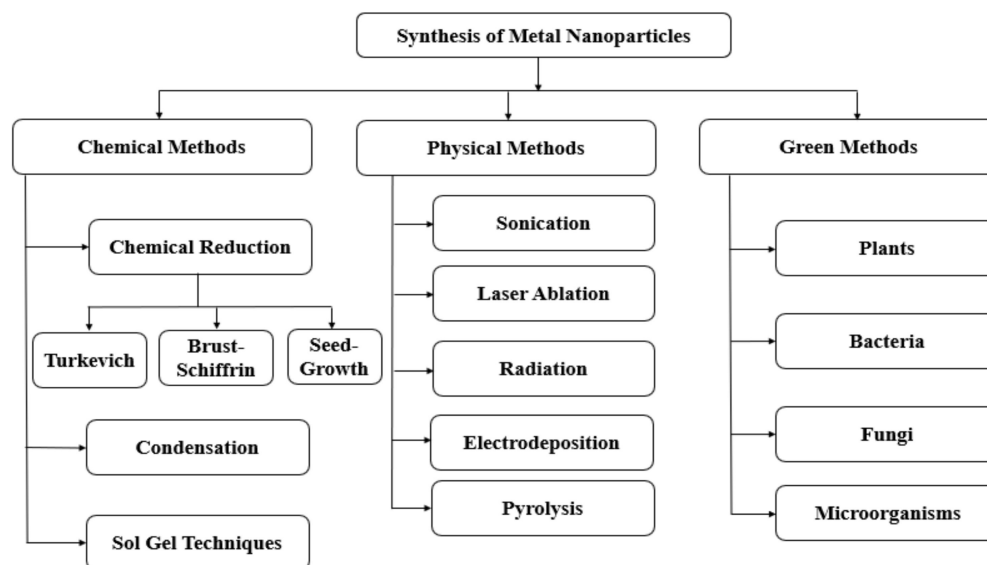 Synthesis of Metal Nanoparticles
Chemical Methods
Physical Methods
Green Methods
Chemical Reduction
Turkevich
Brust-
Schiffrin
Seed-
Growth
Condensation
Sol Gel Techniques
Sonication
Laser Ablation
Radiation
Electrodeposition
Pyrolysis
Plants
Bacteria
Fungi
Microorganisms